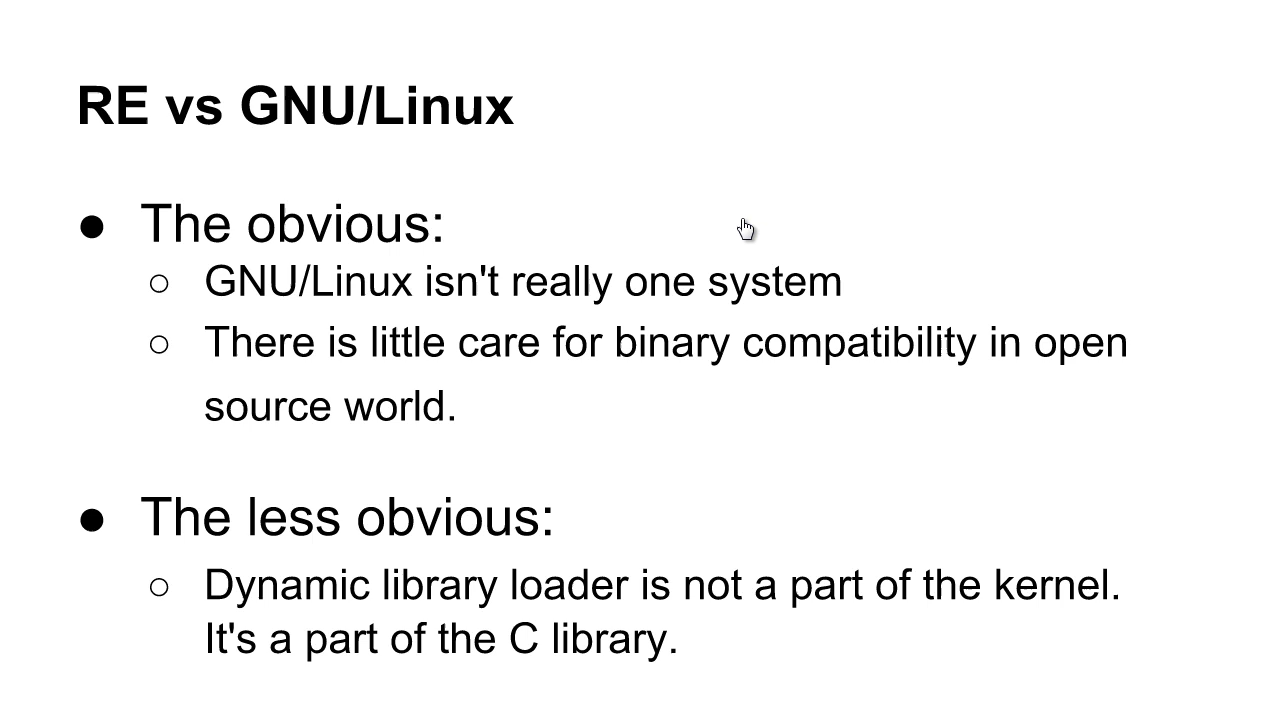 RE vs GNU/Linux
● The obvious:
○ GNU/Linux isn't really one system
○ There is little care for binary compatibility in open
source world.
● The less obvious:
○ Dynamic library loader is not a part of the kernel.
It's a part of the C library.